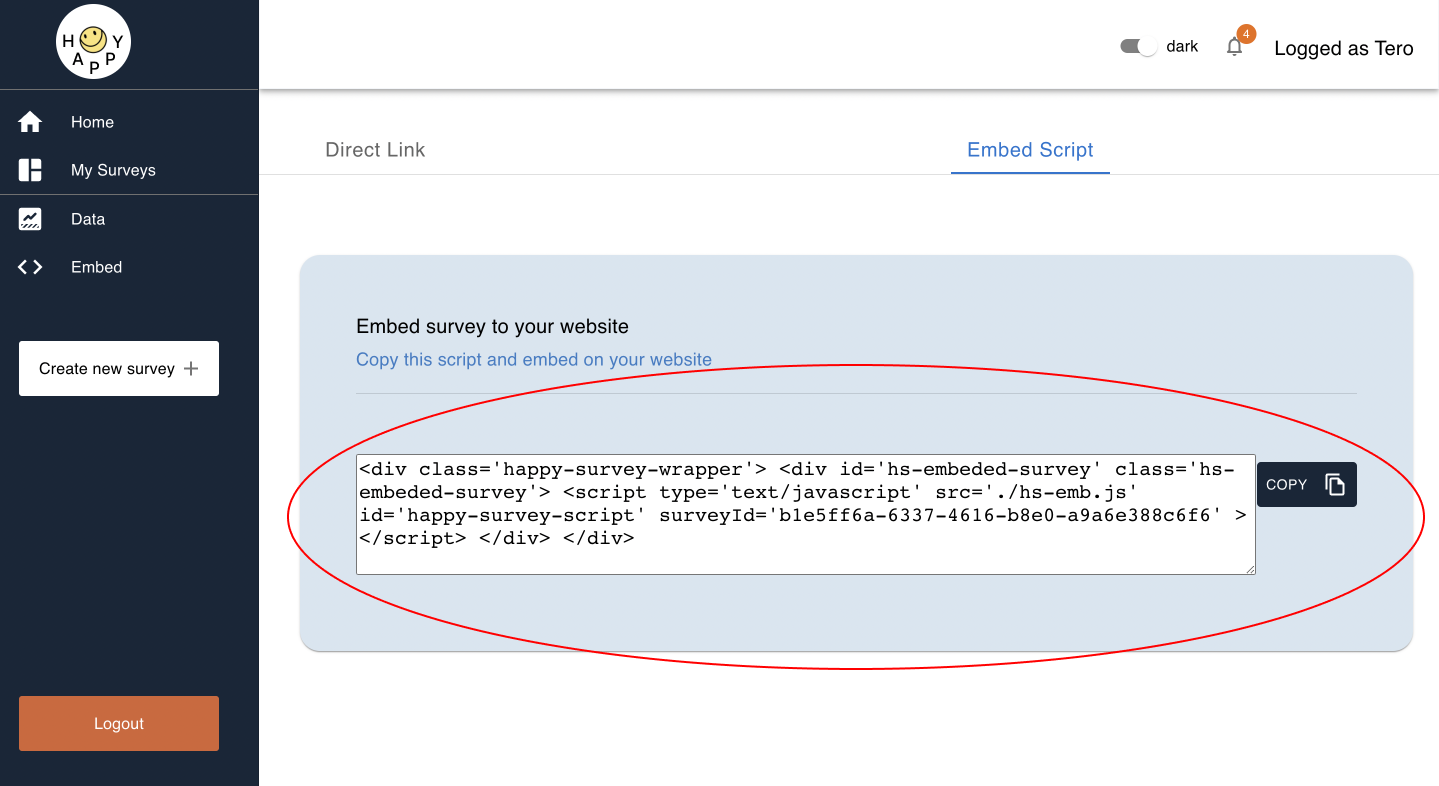 H A P P Y
dark
4
Logged as Tero
Home
My Surveys
Data
Embed
Create new survey
Logout
Direct Link
Embed Script
Embed survey to your website
Copy this script and embed on your website
<div class='happy-survey-wrapper'> <div id='hs-embeded-survey' class='hs-
embeded-survey'> <script type='text/javascript' src='./hs-emb.js'
id='happy-survey-script' surveyId='b1e5ff6a-6337-4616-b8e0-a9a6e388c6f6' >
</script> </div> </div>
COPY